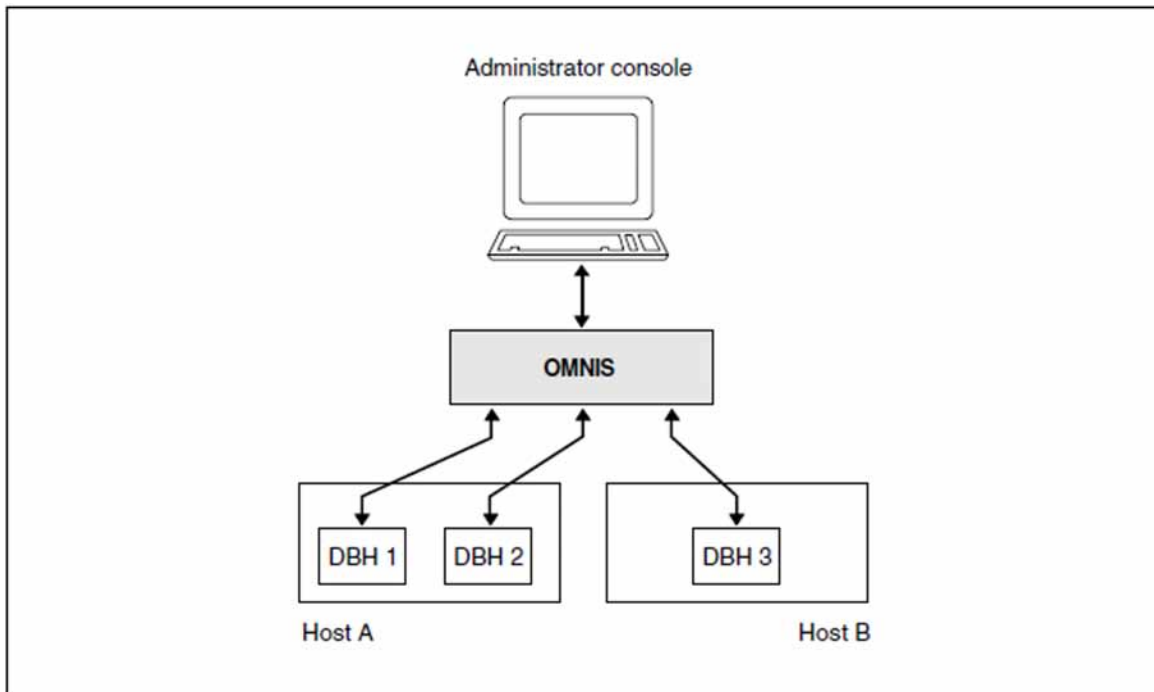 Administrator console
OMNIS
DBH 1
DBH 2
DBH 3
Host A
Host B